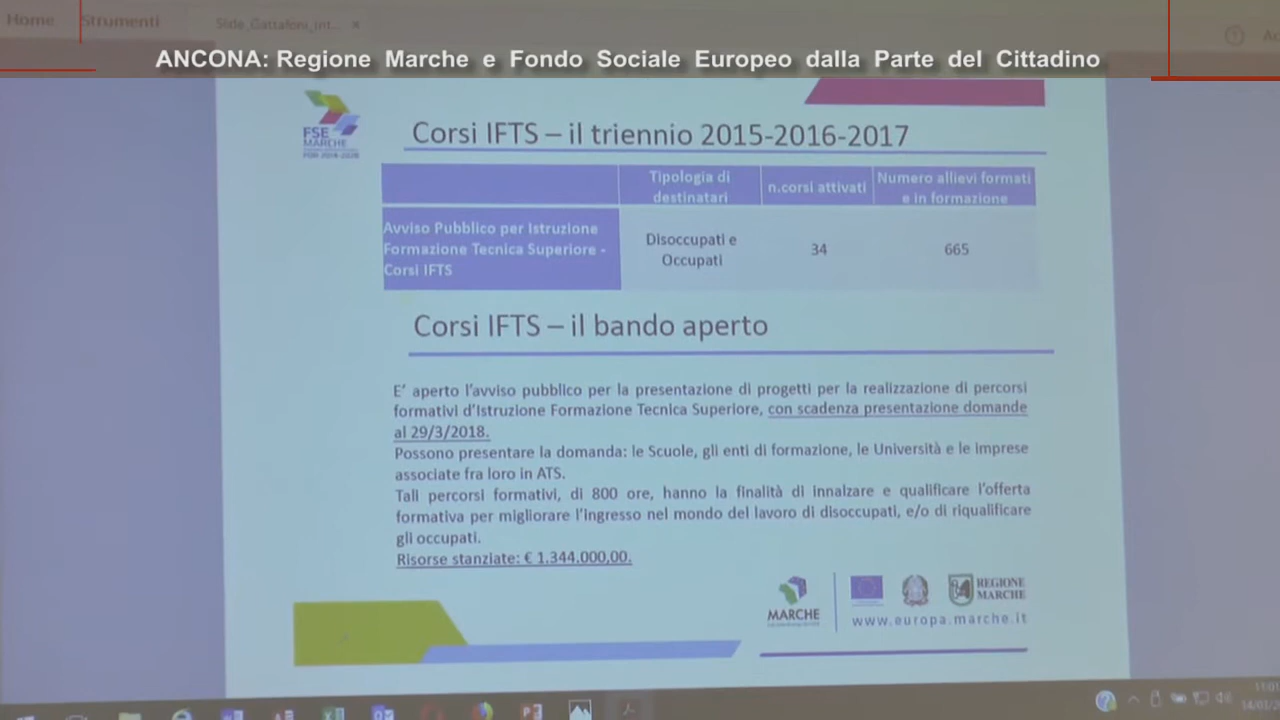 Home Strumenti Slide_Gattafoni_int... ×
ANCONA: Regione Marche e Fondo Sociale Europeo dalla Parte del Cittadino
FSE
MARCHE
POR 2014-2020
Corsi IFTS – il triennio 2015-2016-2017
Tipologia di
destinatari
n.corsi attivati
Numero allievi formati
e in formazione
Avviso Pubblico per Istruzione
Formazione Tecnica Superiore -
Corsi IFTS
Disoccupati e
Occupati
34
665
Corsi IFTS – il bando aperto
E’ aperto l’avviso pubblico per la presentazione di progetti per la realizzazione di percorsi
formativi d’Istruzione Formazione Tecnica Superiore, con scadenza presentazione domande
al 29/3/2018.
Possono presentare la domanda: le Scuole, gli enti di formazione, le Università e le imprese
associate fra loro in ATS.
Tali percorsi formativi, di 800 ore, hanno la finalità di innalzare e qualificare l’offerta
formativa per migliorare l’ingresso nel mondo del lavoro di disoccupati, e/o di riqualificare
gli occupati.
Risorse stanziate: € 1.344.000,00.
MARCHE
REGIONE
MARCHE
www.europa.marche.it